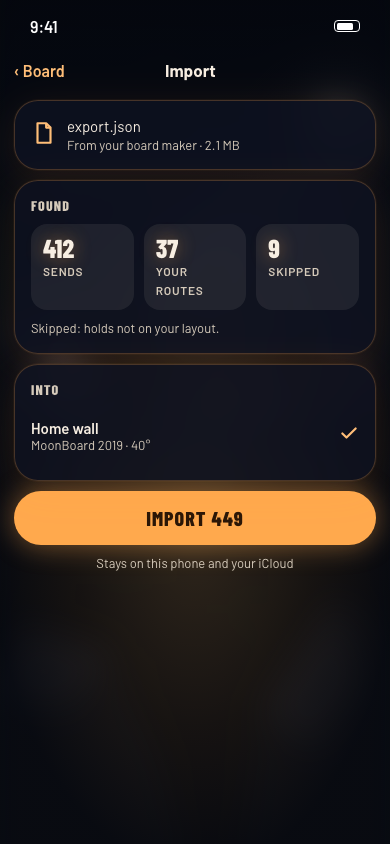 9:41
‹ Board
Import
export.json
From your board maker · 2.1 MB
FOUND
412
SENDS
37
YOUR
ROUTES
9
SKIPPED
Skipped: holds not on your layout.
INTO
Home wall
MoonBoard 2019 · 40°
IMPORT 449
Stays on this phone and your iCloud